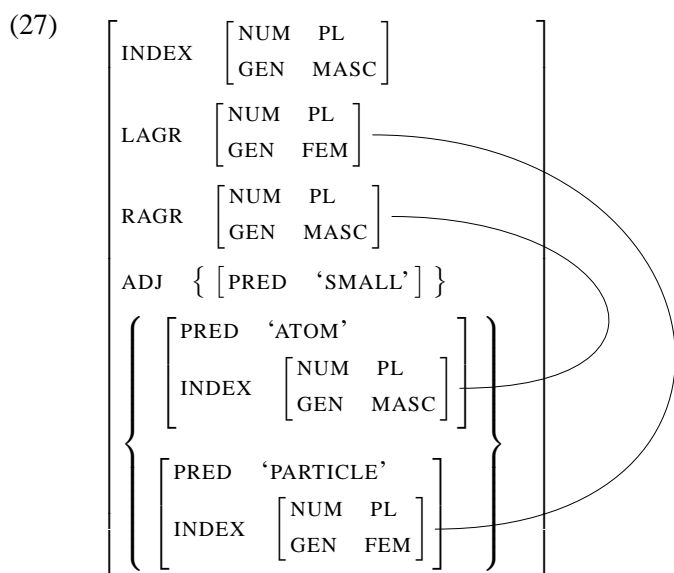 (27)
INDEX [NUM PL
GEN MASC]
LAGR [NUM PL
GEN FEM]
RAGR [NUM PL
GEN MASC]
ADJ { [PRED ‘SMALL’] }
PRED ‘ATOM’
INDEX [NUM PL
GEN MASC]
PRED ‘PARTICLE’
INDEX [NUM PL
GEN FEM]